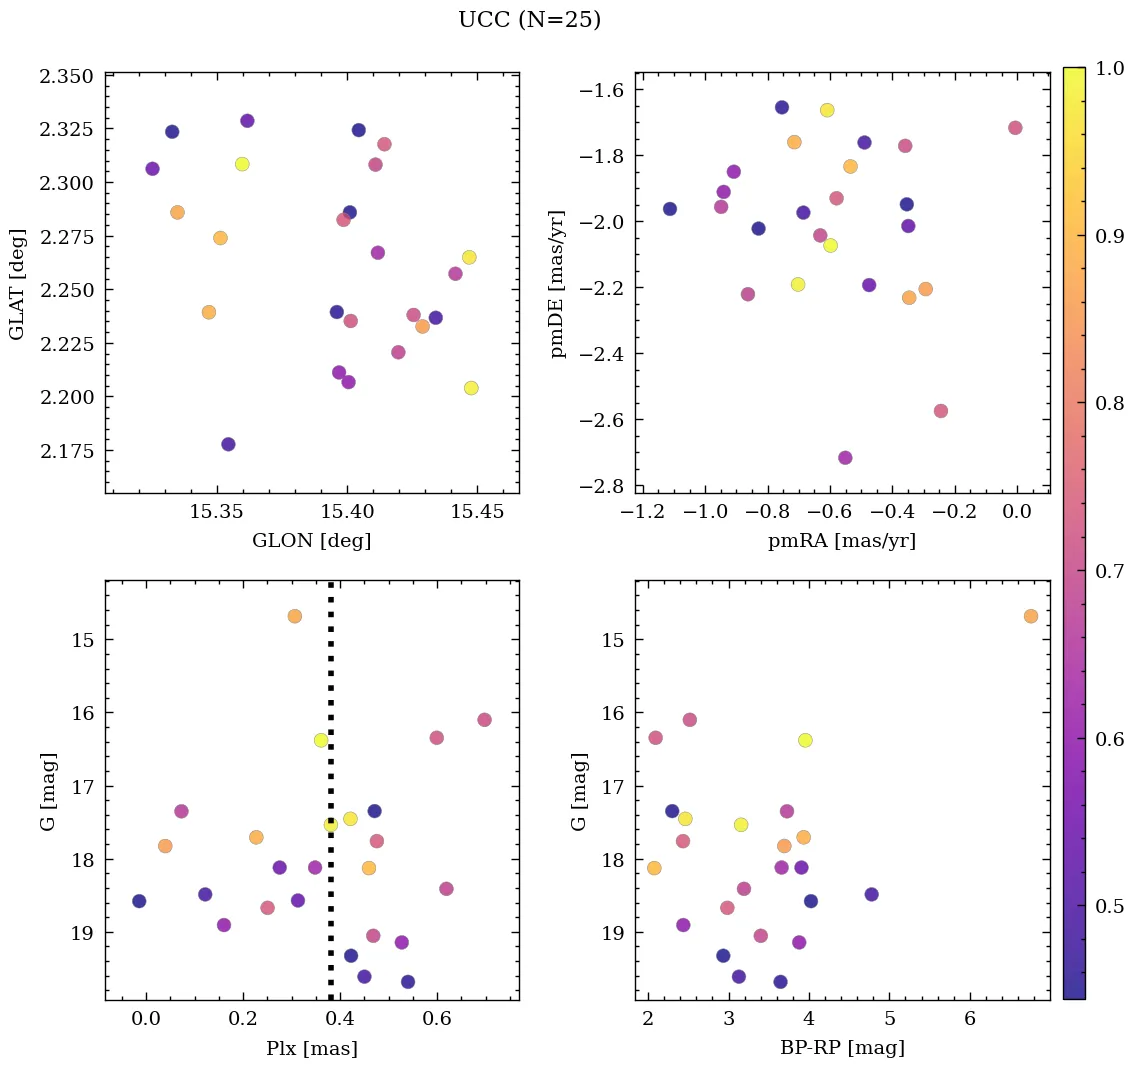 UCC (N=25)
2.350
2.325
2.300
2.275
2.250
2.225
2.200
2.175
GLAT [deg]
15.35 15.40 15.45
GLON [deg]
−1.6
−1.8
−2.0
−2.2
−2.4
−2.6
−2.8
pmDE [mas/yr]
−1.2 −1.0 −0.8 −0.6 −0.4 −0.2 0.0
pmRA [mas/yr]
15
16
17
18
19
G [mag]
0.0 0.2 0.4 0.6
Plx [mas]
15
16
17
18
19
G [mag]
2 3 4 5 6
BP-RP [mag]
1.0
0.9
0.8
0.7
0.6
0.5